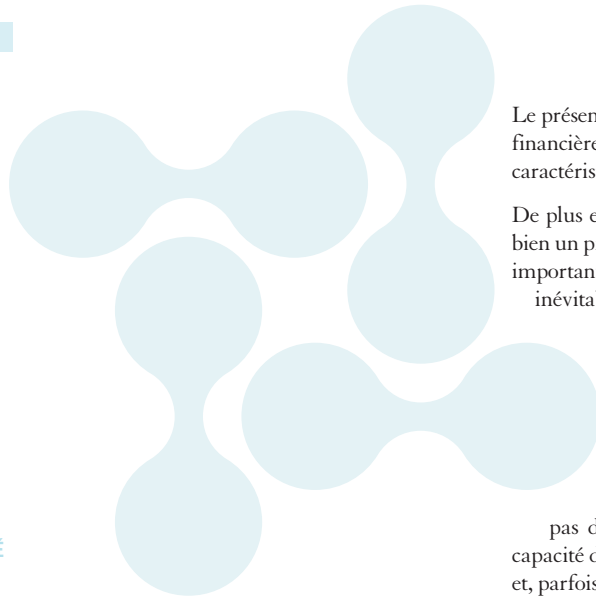 Le présen
financière
caractéris
De plus e
bien un p
importan
inévita
pas d
capacité d
et, parfois
É